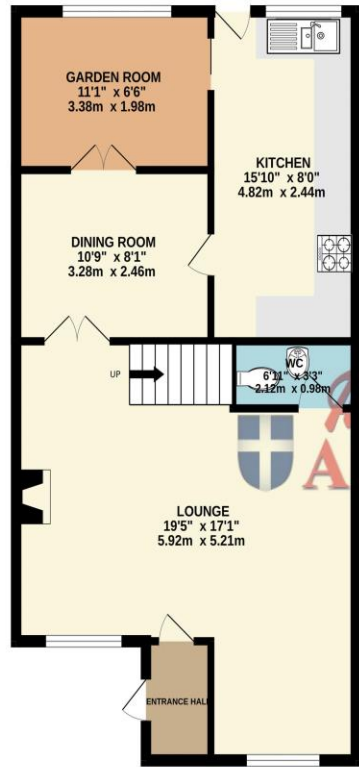 GARDEN ROOM
11'1" x 6'6"
3.38m x 1.98m
KITCHEN
15'10" x 8'0"
4.82m x 2.44m
DINING ROOM
10'9" x 8'1"
3.28m x 2.46m
UP
WC
6'11" x 3'3"
2.12m x 0.98m
A
LOUNGE
19'5" x 17'1"
5.92m x 5.21m
ENTRANCE HALL